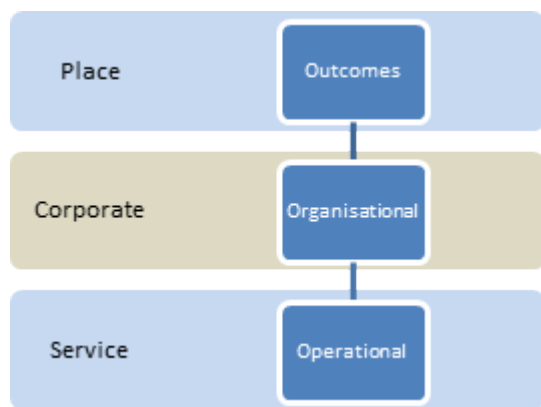 Place
Outcomes
Corporate
Organisational
Service
Operational